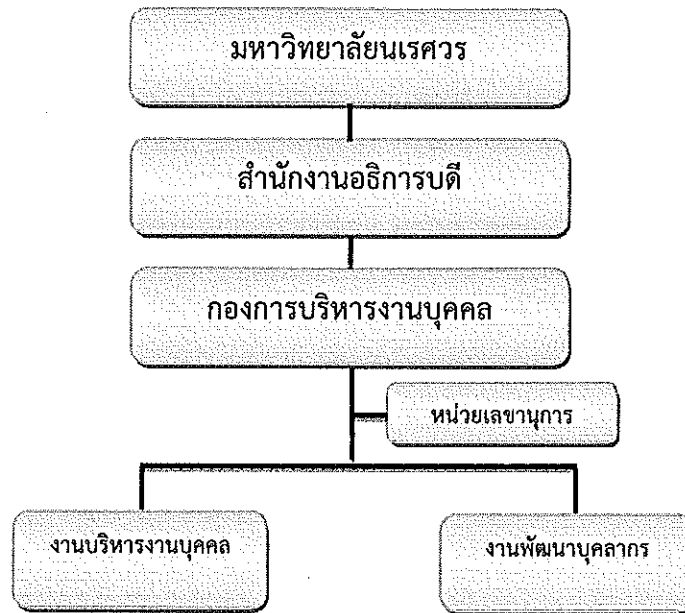 มหาวิทยาลัยนเรศวร
สำนักงานอธิการบดี
กองการบริหารงานบุคคล
หน่วยเลขานุการ
งานบริหารงานบุคคล
งานพัฒนาบุคลากร